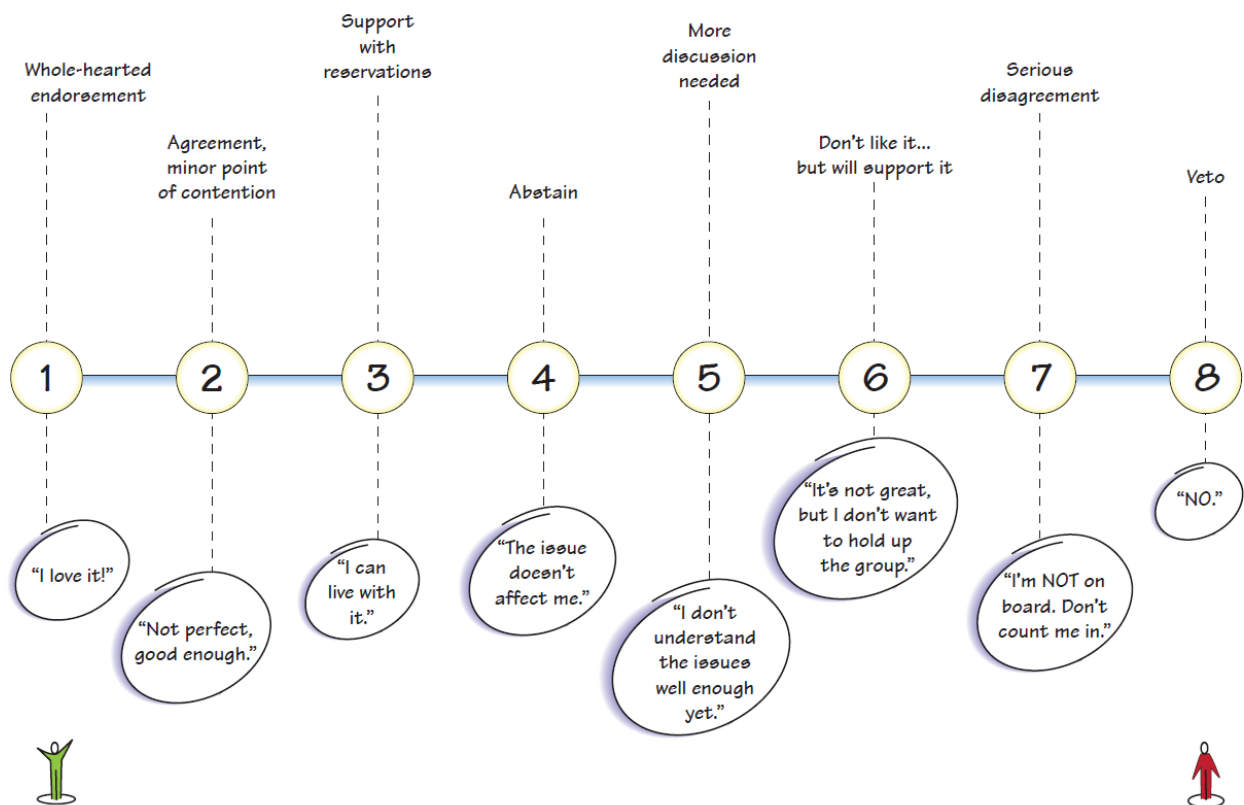 Whole-hearted
endorsement
Agreement,
minor point
of contention
Support
with
reservations
Abstain
More
discussion
needed
Don't like it...
but will support it
Serious
disagreement
Veto
1
2
3
4
5
6
7
8
“I love it!”
“Not perfect,
good enough.”
“I can
live with
it.”
“The issue
doesn't
affect me.”
“I don't
understand
the issues
well enough
yet.”
“It's not great,
but I don't want
to hold up
the group.”
“I'm NOT on
board. Don't
count me in.”
“NO.”